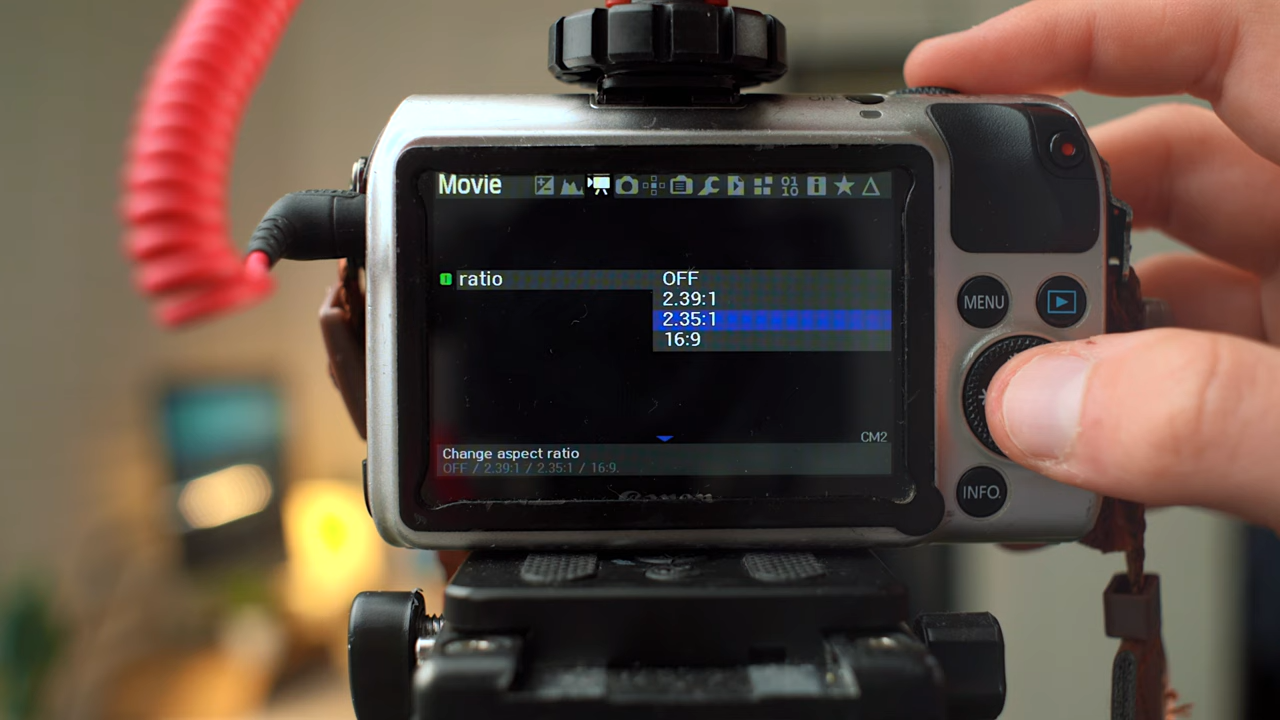 OFF
Movie
01
10
ratio OFF
2.39:1
2.35:1
16:9
CM2
Change aspect ratio
OFF / 2.39:1 / 2.35:1 / 16:9.
Canon
MENU
INFO.